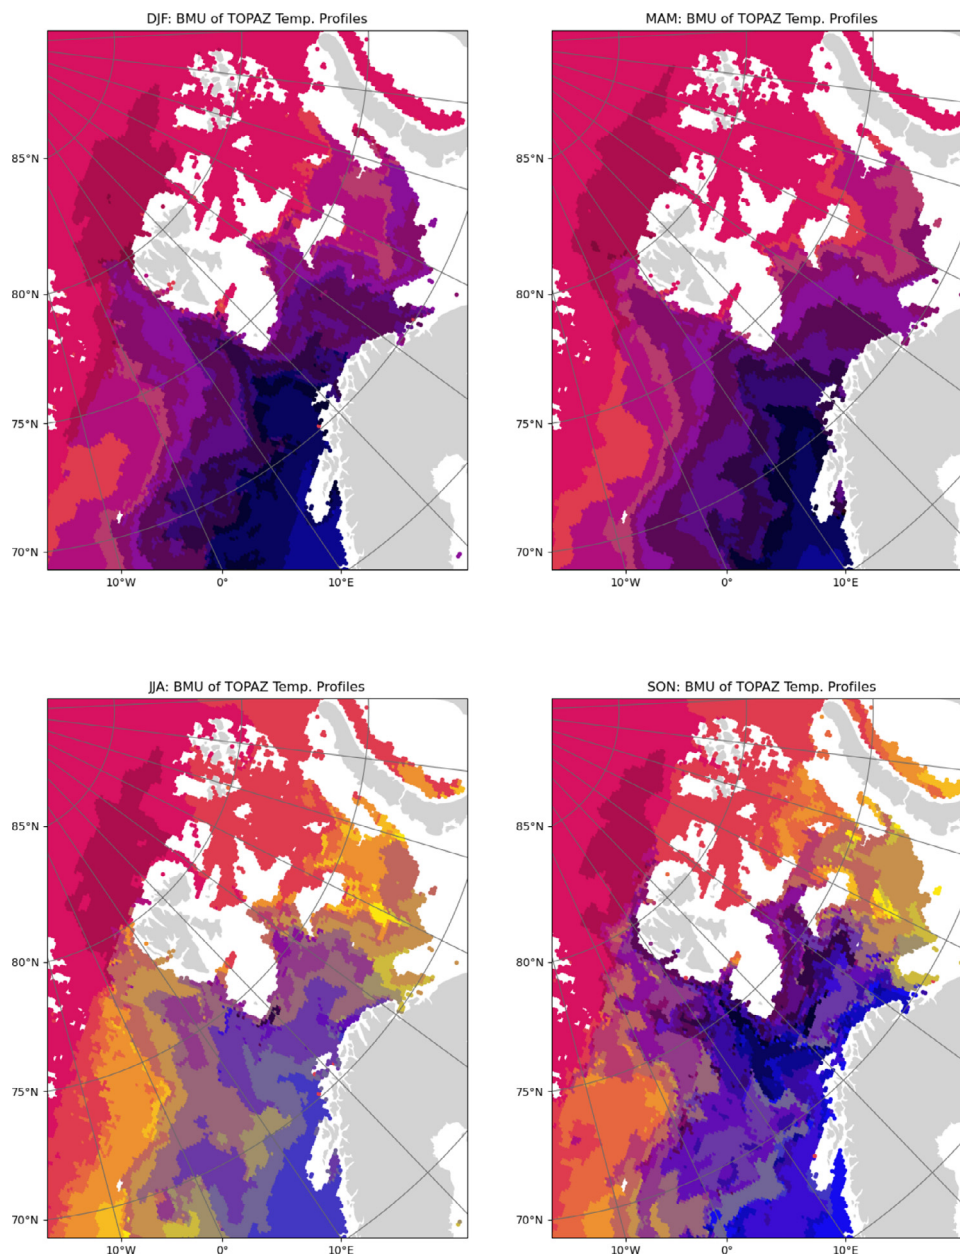 DJF: BMU of TOPAZ Temp. Profiles
MAM: BMU of TOPAZ Temp. Profiles
85°N
85°N
80°N
80°N
75°N
75°N
70°N
70°N
10°W 0° 10°E
10°W 0° 10°E
JJA: BMU of TOPAZ Temp. Profiles
SON: BMU of TOPAZ Temp. Profiles
85°N
85°N
80°N
80°N
75°N
75°N
70°N
70°N
10°W 0° 10°E
10°W 0° 10°E